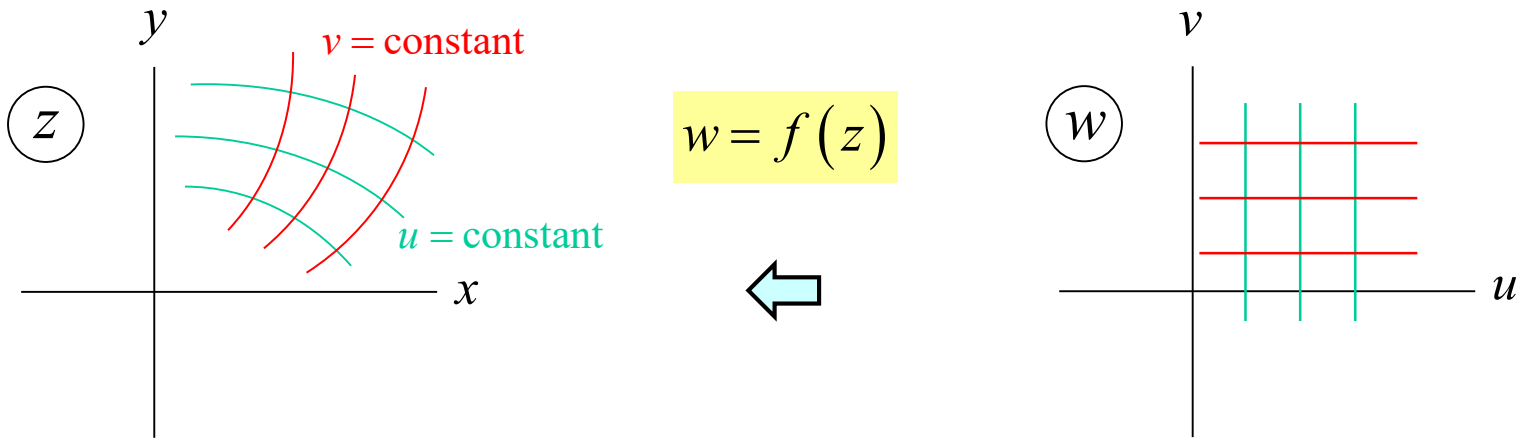 y
v = constant
z
u = constant
x
w = f(z)
v
w
u